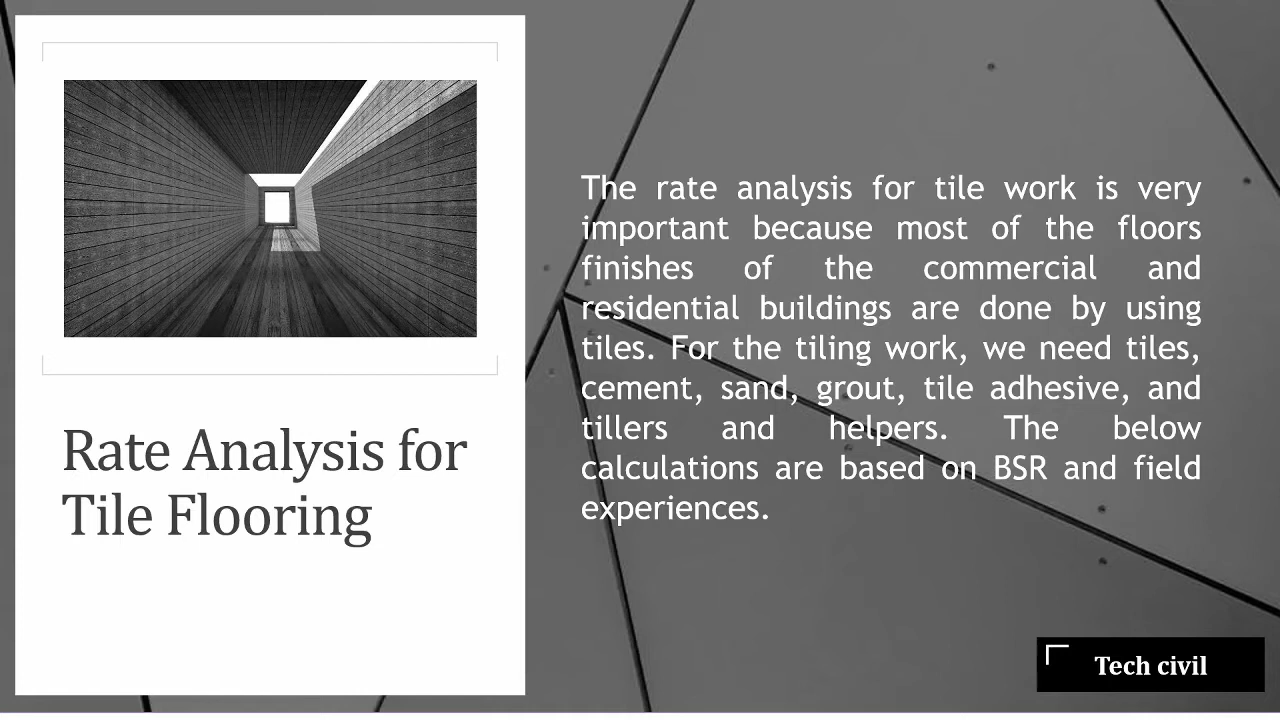 Rate Analysis for
Tile Flooring
The rate analysis for tile work is very
important because most of the floors
finishes of the commercial and
residential buildings are done by using
tiles. For the tiling work, we need tiles,
cement, sand, grout, tile adhesive, and
tillers and helpers. The below
calculations are based on BSR and field
experiences.
Tech civil